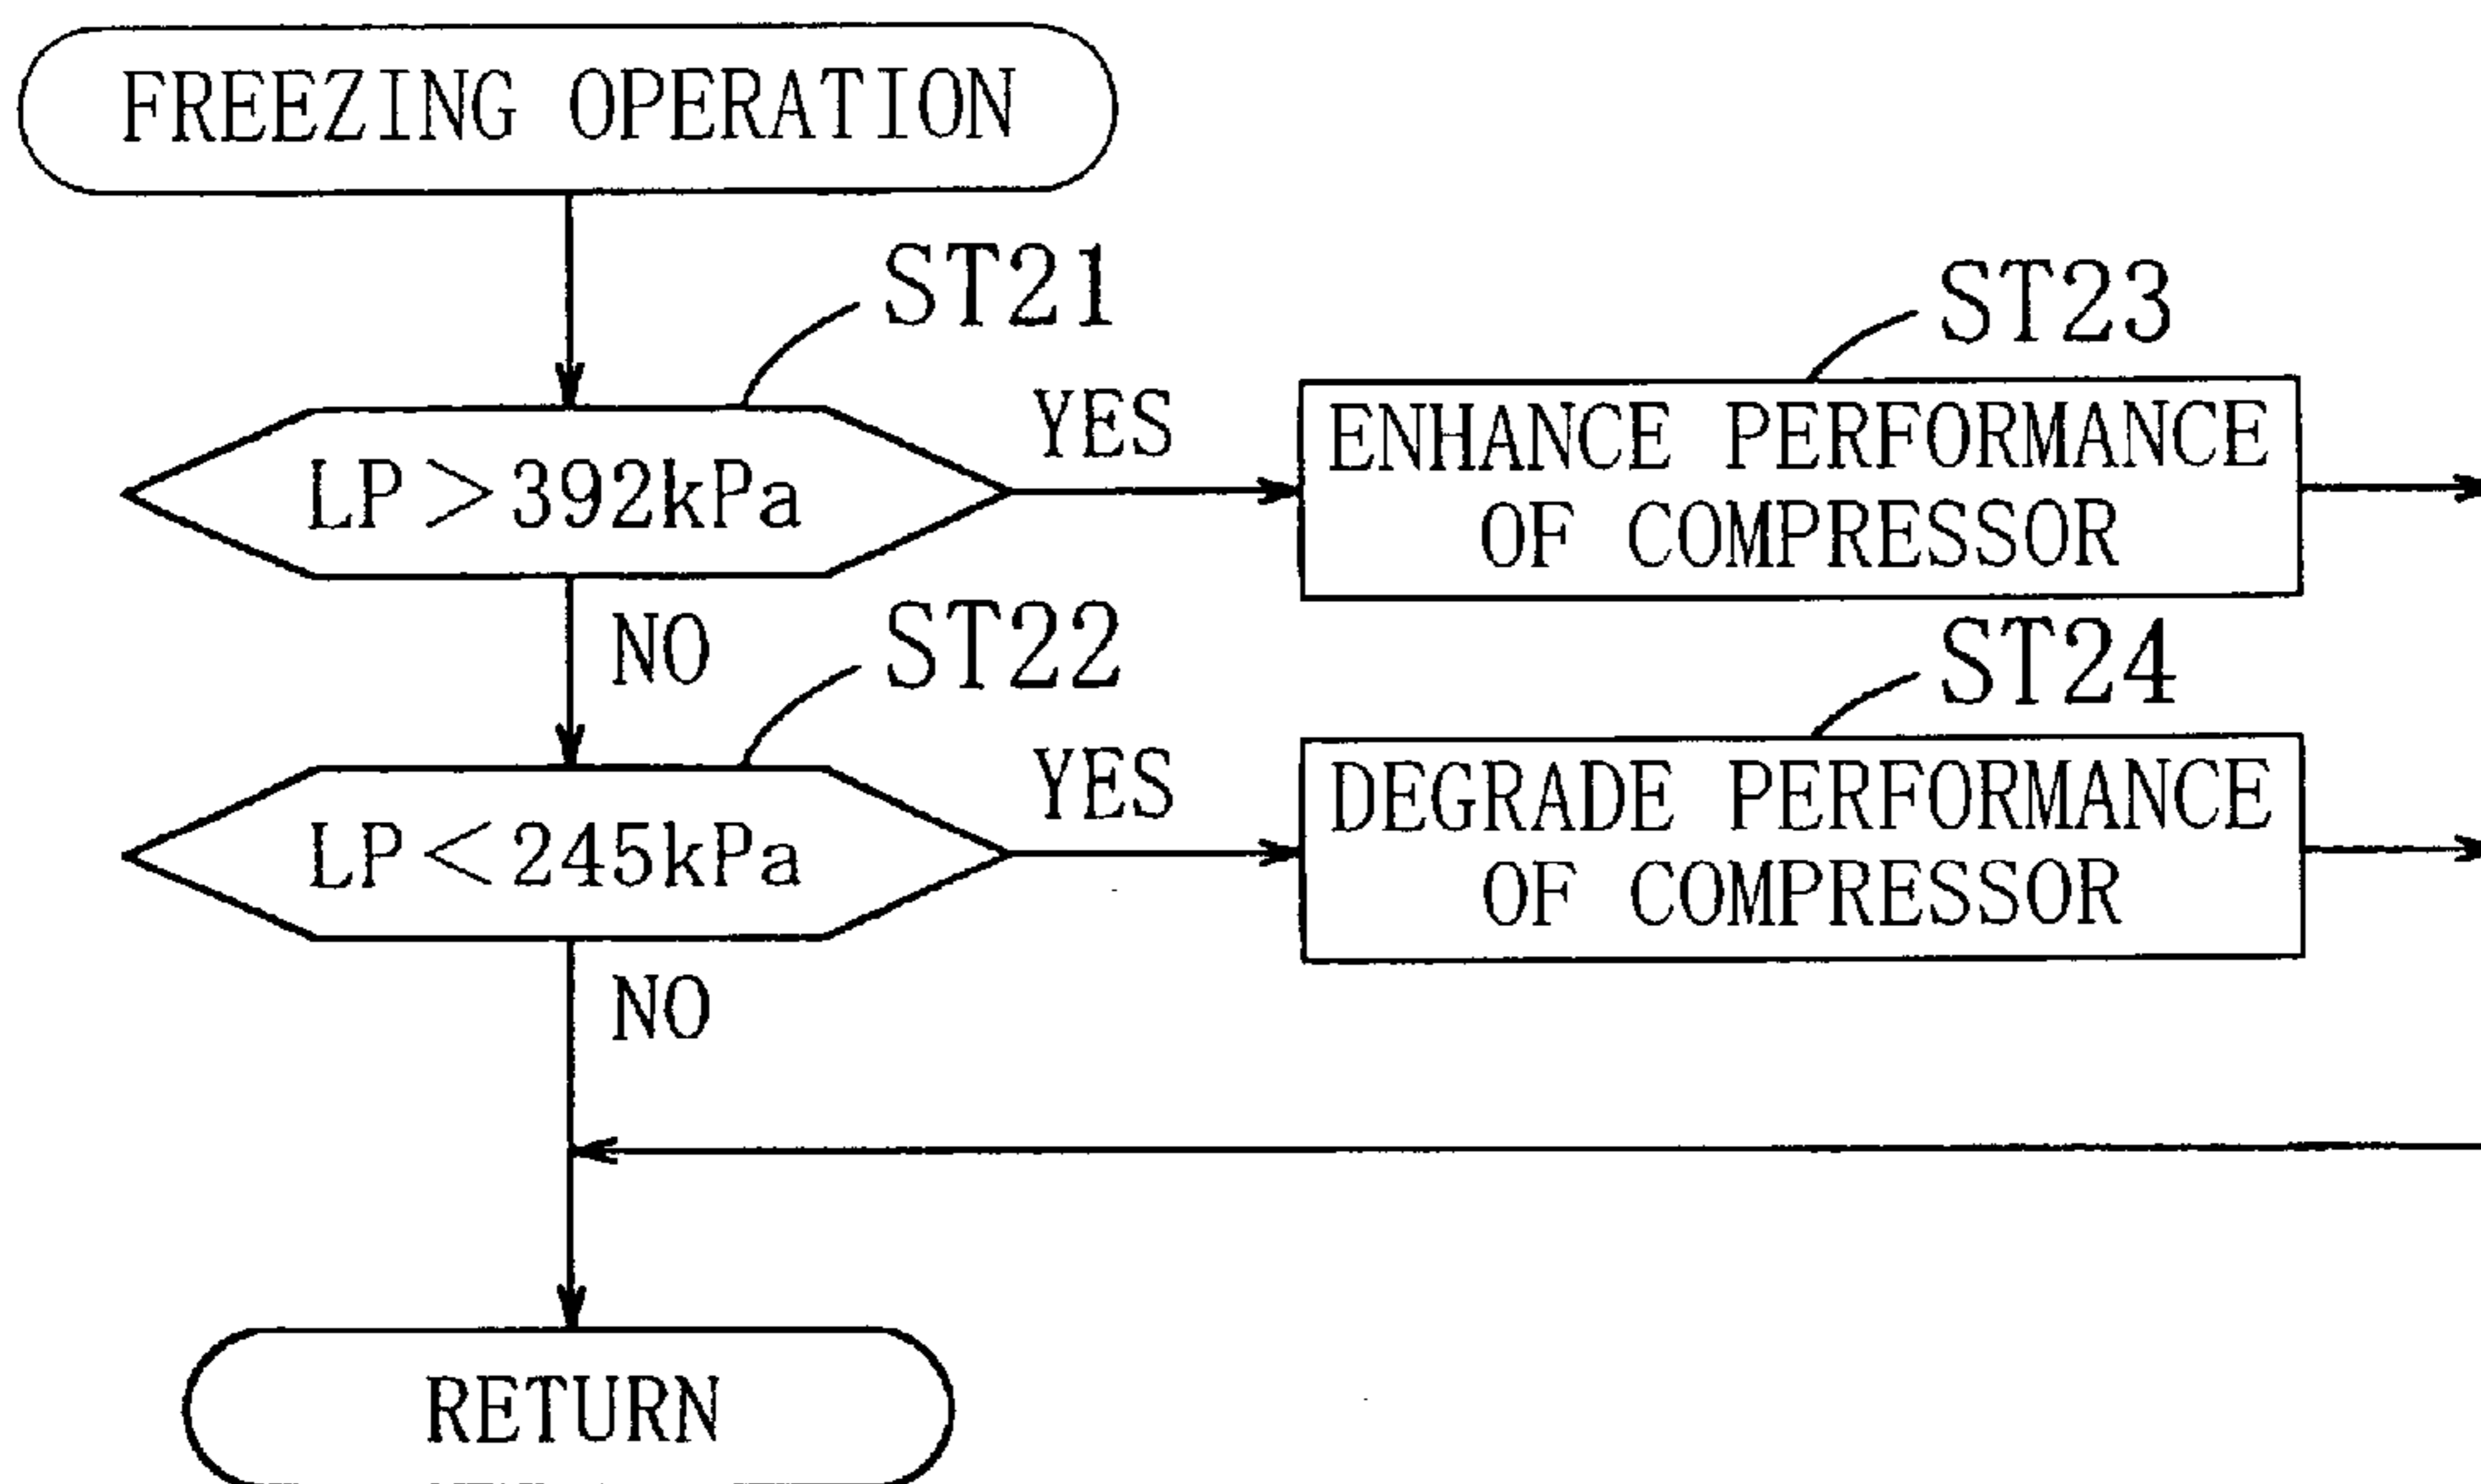 FREEZING OPERATION
ST21
LP＞392kPa
YES
ST23
ENHANCE PERFORMANCE
OF COMPRESSOR
NO
ST22
LP＜245kPa
YES
ST24
DEGRADE PERFORMANCE
OF COMPRESSOR
NO
RETURN